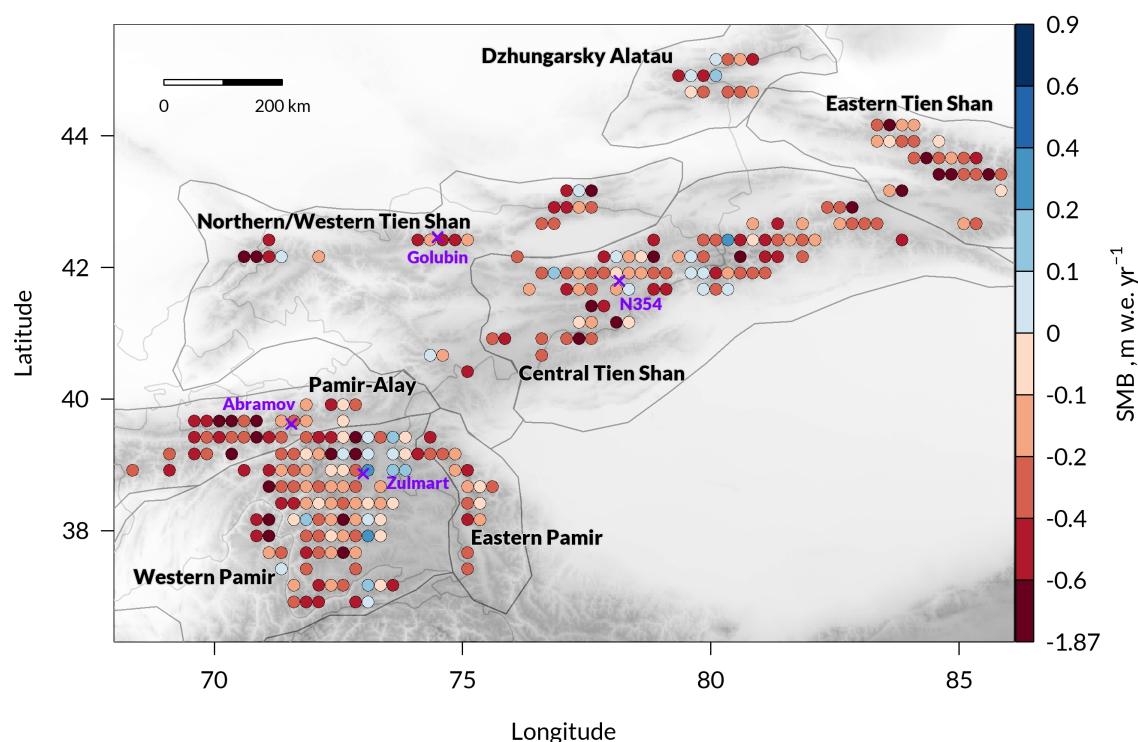 Dzhungarsky Alatau
0.9
0 200 km
Eastern Tien Shan
0.6
44
0.4
Northern/Western Tien Shan
0.2
Golubin
42
0.1
N354
0
Central Tien Shan
Pamir-Alay
Abramov
40
-0.1
Zulmart
-0.2
38
-0.4
Eastern Pamir
Western Pamir
-0.6
-1.87
Latitude
SMB , m w.e. yr⁻¹
70 75 80 85
Longitude